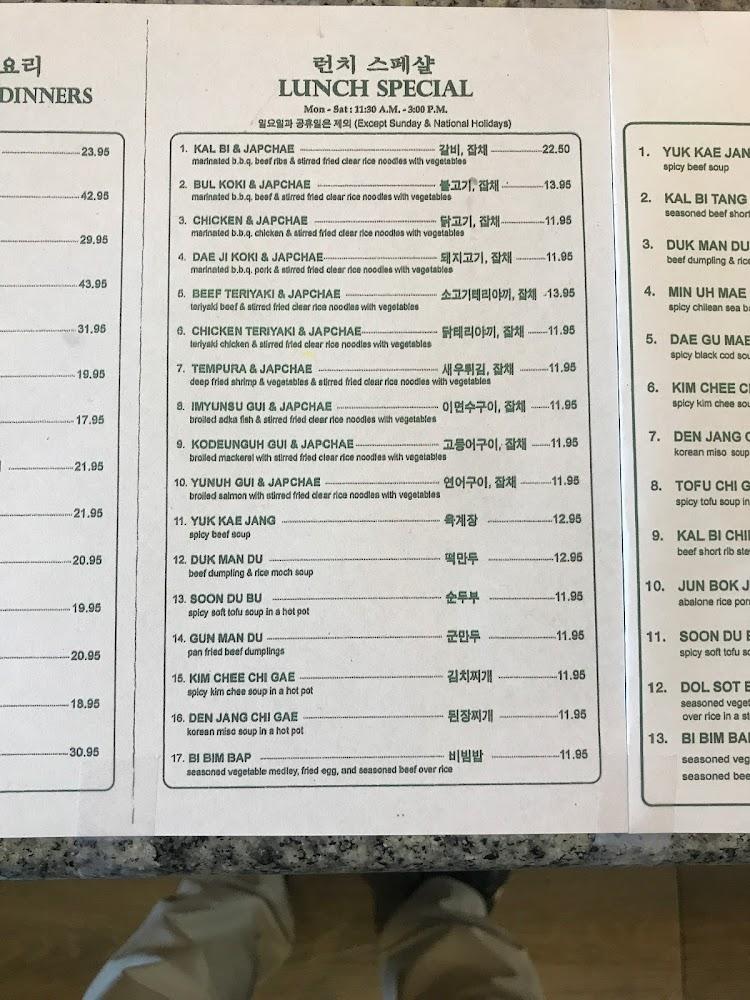 요리
DINNERS
23.95
42.95
29.95
43.95
31.95
19.95
17.95
21.95
21.95
20.95
19.95
20.95
18.95
30.95
런치 스페샬
LUNCH SPECIAL
Mon - Sat : 11:30 A.M. - 3:00 P.M.
일요일과 공휴일은 제외 (Except Sunday & National Holidays)
1. KAL BI & JAPCHAE 갈비, 잡채 22.50
marinated b.b.q. beef ribs & stirred fried clear rice noodles with vegetables
2. BUL KOKI & JAPCHAE 불고기, 잡채 13.95
marinated b.b.q. beef & stirred fried clear rice noodles with vegetables
3. CHICKEN & JAPCHAE 닭고기, 잡채 11.95
marinated b.b.q. chicken & stirred fried clear rice noodles with vegetables
4. DAE JI KOKI & JAPCHAE 돼지고기, 잡채 11.95
marinated b.b.q. pork & stirred fried clear rice noodles with vegetables
5. BEEF TERIYAKI & JAPCHAE 소고기테리야끼, 잡채 13.95
teriyaki beef & stirred fried clear rice noodles with vegetables
6. CHICKEN TERIYAKI & JAPCHAE 닭테리야끼, 잡채 11.95
teriyaki chicken & stirred fried clear rice noodles with vegetables
7. TEMPURA & JAPCHAE 새우튀김, 잡채 11.95
deep fried shrimp & vegetables & stirred fried clear rice noodles with vegetables
8. IMYUNSU GUI & JAPCHAE 이면수구이, 잡채 11.95
broiled adka fish & stirred fried clear rice noodles with vegetables
9. KODEUNGUH GUI & JAPCHAE 고등어구이, 잡채 11.95
broiled mackerel with stirred fried clear rice noodles with vegetables
10. YUNUH GUI & JAPCHAE 연어구이, 잡채 11.95
broiled salmon with stirred fried clear rice noodles with vegetables
11. YUK KAE JANG 육계장 12.95
spicy beef soup
12. DUK MAN DU 떡만두 12.95
beef dumpling & rice moch soup
13. SOON DU BU 순두부 11.95
spicy soft tofu soup in a hot pot
14. GUN MAN DU 군만두 11.95
pan fried beef dumplings
15. KIM CHEE CHI GAE 김치찌개 11.95
spicy kim chee soup in a hot pot
16. DEN JANG CHI GAE 된장찌개 11.95
korean miso soup in a hot pot
17. BI BIM BAP 비빔밥 11.95
seasoned vegetable medley, fried egg, and seasoned beef over rice
1. YUK KAE JAN
spicy beef soup
2. KAL BI TANG
seasoned beef short
3. DUK MAN DU
beef dumpling & rice
4. MIN UH MAE
spicy chilean sea b
5. DAE GU MAE
spicy black cod sou
6. KIM CHEE C
spicy kim chee sou
7. DEN JANG C
korean miso soup
8. TOFU CHI G
spicy tofu soup in
9. KAL BI CHI
beef short rib ste
10. JUN BOK J
abalone rice por
11. SOON DU B
spicy soft tofu so
12. DOL SOT B
seasoned veget
over rice in a st
13. BI BIM BAP
seasoned veg
seasoned bee